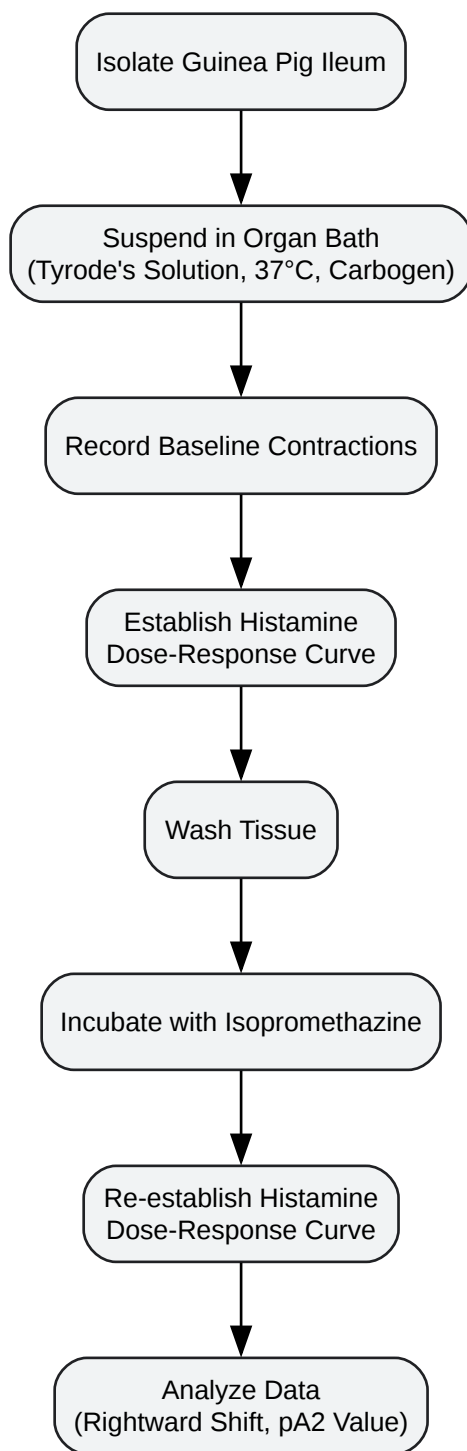 Isolate Guinea Pig Ileum
Suspend in Organ Bath
(Tyrode's Solution, 37°C, Carbogen)
Record Baseline Contractions
Establish Histamine
Dose-Response Curve
Wash Tissue
Incubate with Isopromethazine
Re-establish Histamine
Dose-Response Curve
Analyze Data
(Rightward Shift, pA2 Value)